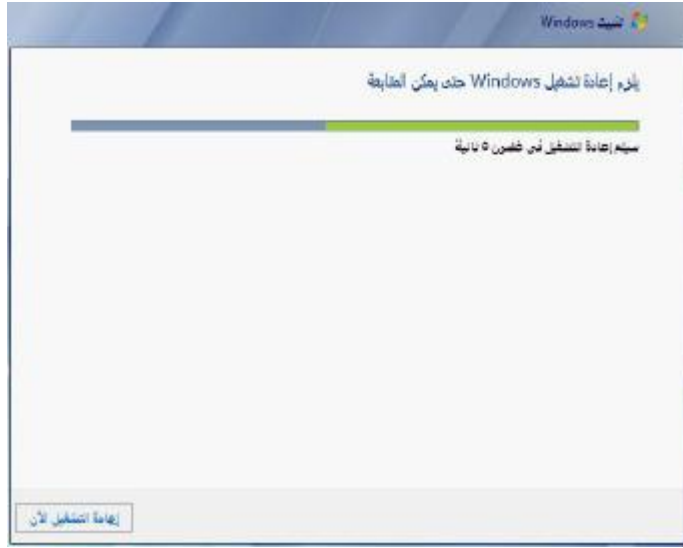 تثبيت Windows
يلزم إعادة تشغيل Windows حتى يمكن المتابعة
سيتم إعادة التشغيل في غضون ٥ ثانية
إعادة التشغيل الآن